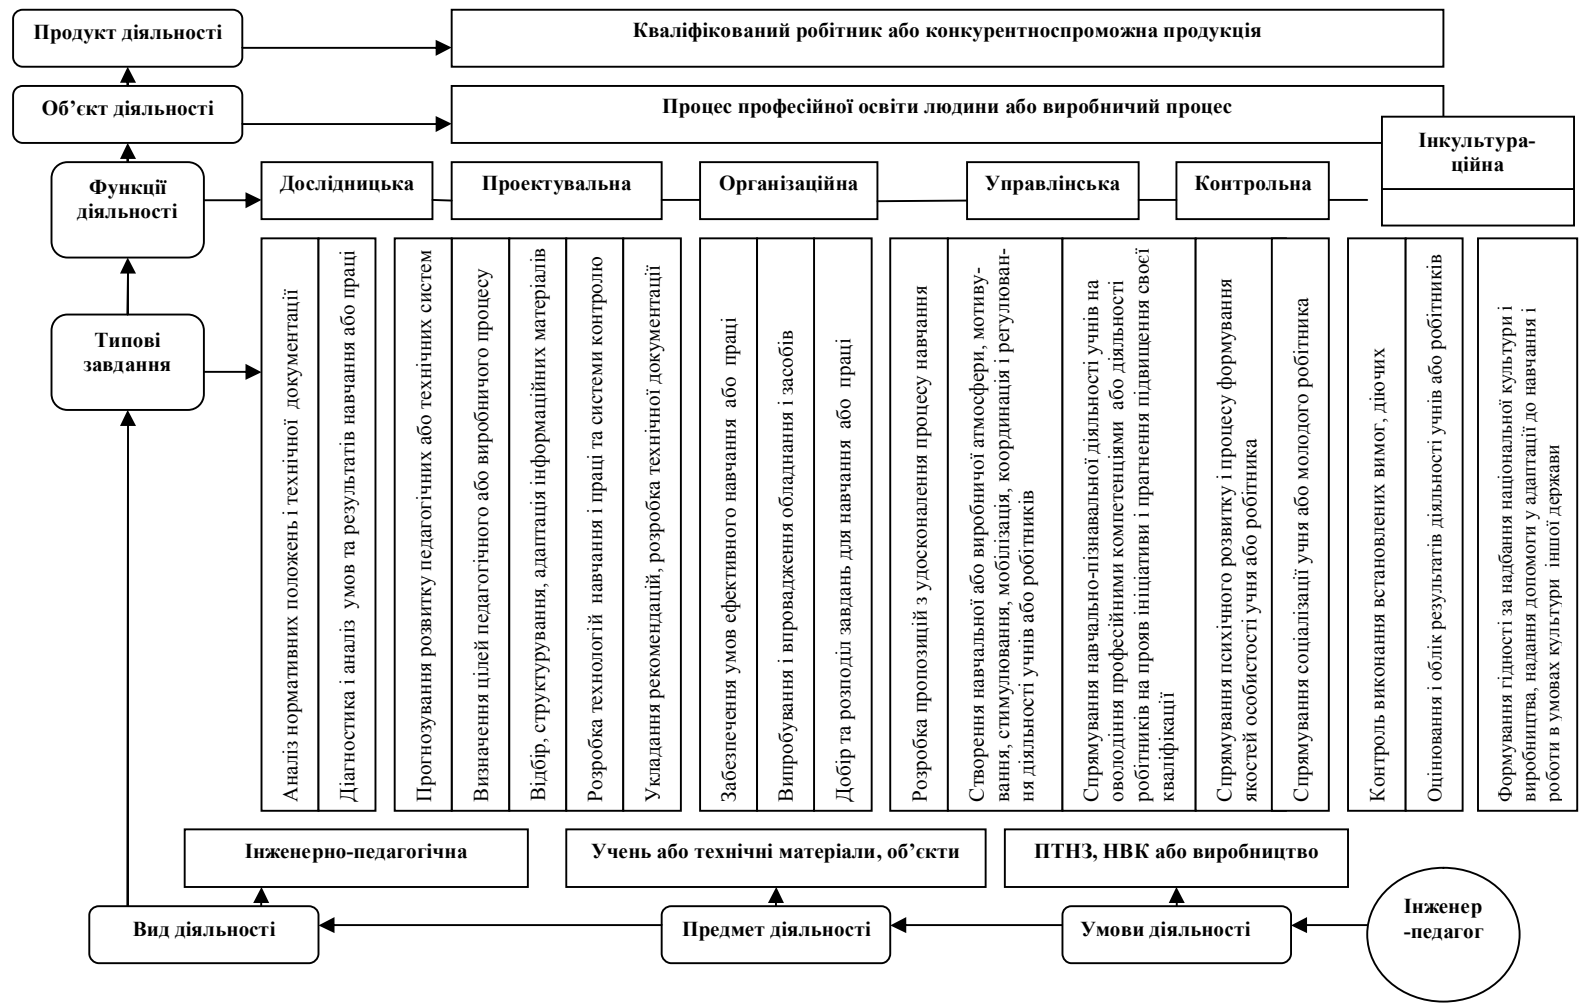 Продукт діяльності
Кваліфікований робітник або конкурентноспроможна продукція
Об’єкт діяльності
Процес професійної освіти людини або виробничий процес
Функції
діяльності
Дослідницька
Проектувальна
Організаційна
Управлінська
Контрольна
Інкультура-
ційна
Типові
завдання
Аналіз нормативних положень і технічної документації
Діагностика і аналіз умов та результатів навчання або праці
Прогнозування розвитку педагогічних або технічних систем
Визначення цілей педагогічного або виробничого процесу
Відбір, структурування, адаптація інформаційних матеріалів
Розробка технологій навчання і праці та системи контролю
Укладання рекомендацій, розробка технічної документації
Забезпечення умов ефективного навчання або праці
Випробування і впровадження обладнання і засобів
Добір та розподіл завдань для навчання або праці
Розробка пропозицій з удосконалення процесу навчання
Створення навчальної або виробничої атмосфери, мотиву-
вання, стимулювання, мобілізація, координація і регулюван-
ня діяльності учнів або робітників
Спрямування навчально-пізнавальної діяльності учнів на
оволодіння професійними компетенціями або діяльності
робітників на прояв ініціативи і прагнення підвищення своєї
кваліфікації
Спрямування психічного розвитку і процесу формування
якостей особистості учня або робітника
Спрямування соціалізації учня або молодого робітника
Контроль виконання встановлених вимог, діючих
Оцінювання і облік результатів діяльності учнів або робітників
Формування гідності за надбання національної культури і
виробництва, надання допомоги у адаптації до навчання і
роботи в умовах культури іншої держави
Інженерно-педагогічна
Учень або технічні матеріали, об’єкти
ПТНЗ, НВК або виробництво
Вид діяльності
Предмет діяльності
Умови діяльності
Інженер
-педагог